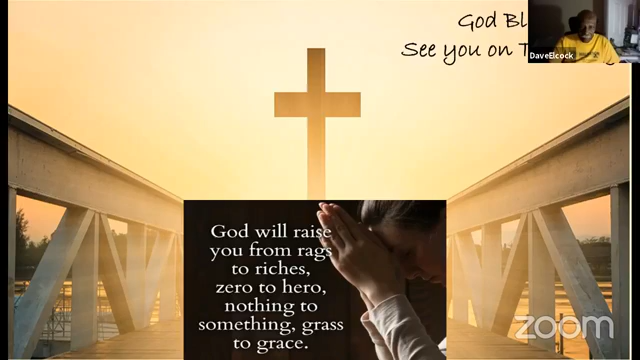 God Bl
See you on T
DaveElcock
God will raise
you from rags
to riches,
zero to hero,
nothing to
something, grass
to grace.
zoom